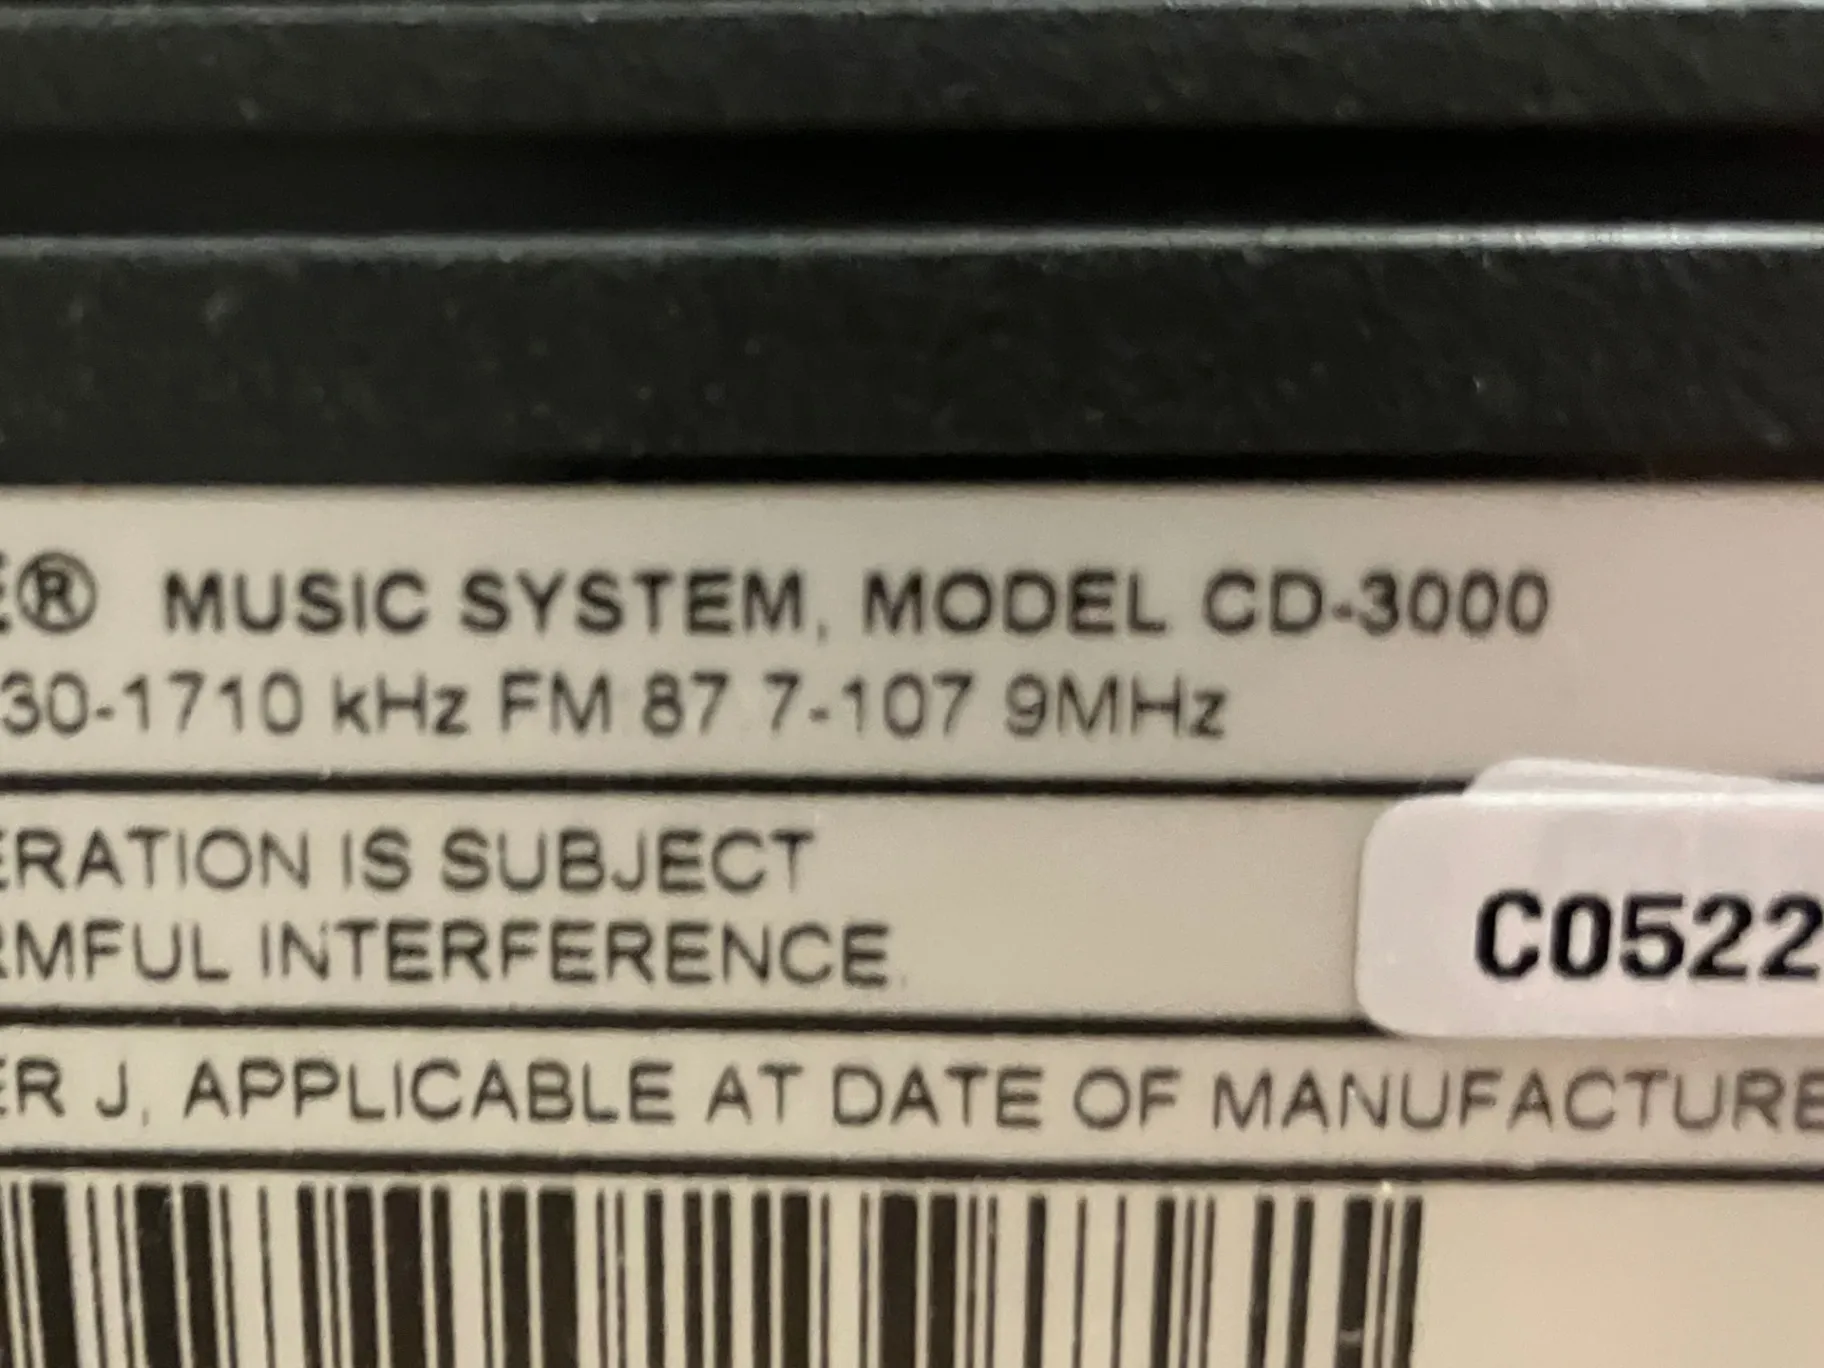 E® MUSIC SYSTEM, MODEL CD-3000
30-1710 kHz FM 87 7-107 9MHz
ERATION IS SUBJECT
RMFUL INTERFERENCE.
C0522
ER J, APPLICABLE AT DATE OF MANUFACTURE